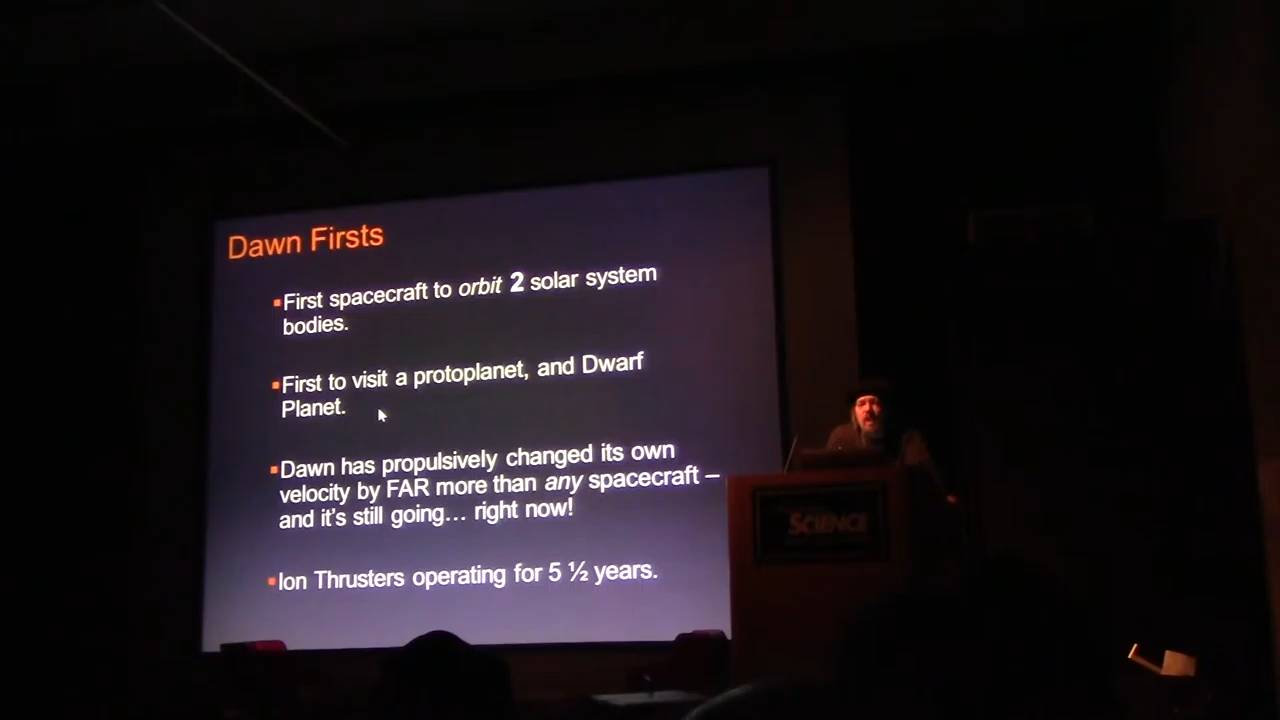 Dawn Firsts
▪First spacecraft to orbit 2 solar system
bodies.
▪First to visit a protoplanet, and Dwarf
Planet.
▪Dawn has propulsively changed its own
velocity by FAR more than any spacecraft –
and it's still going… right now!
▪Ion Thrusters operating for 5 ½ years.
SCIENCE